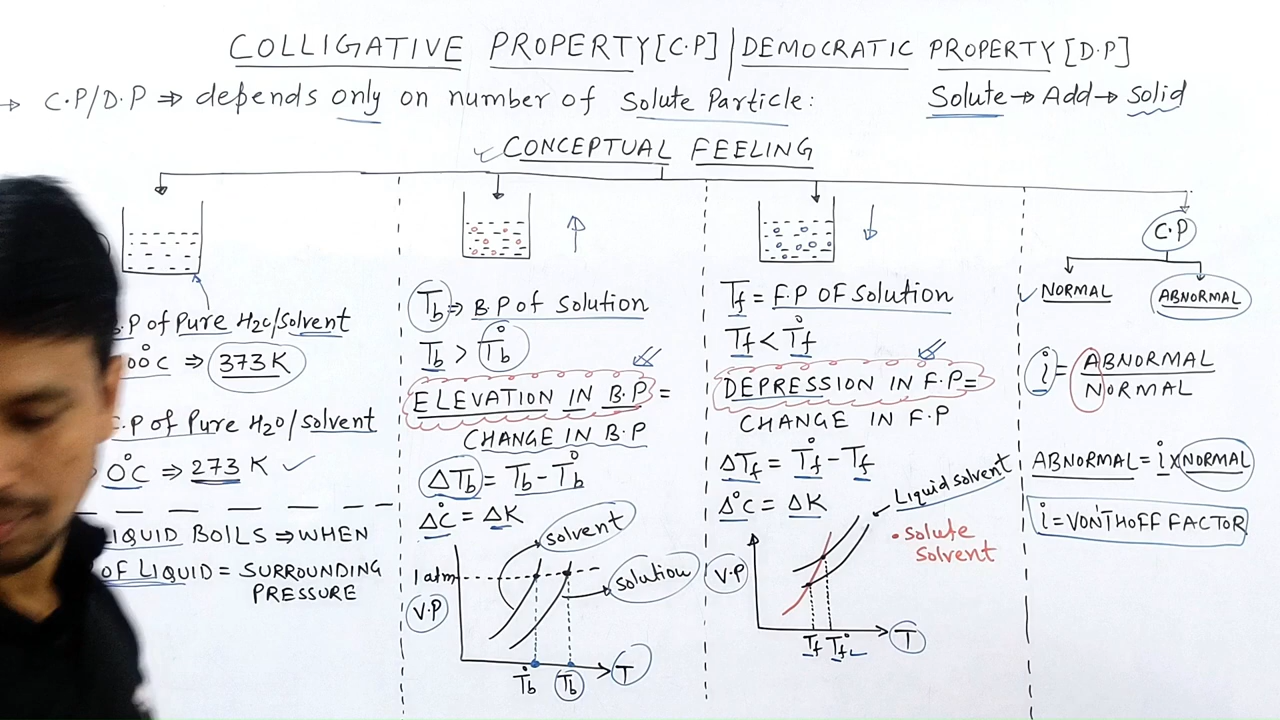 COLLIGATIVE PROPERTY[C.P] | DEMOCRATIC PROPERTY[D.P]
→ C.P/D.P ⇒ depends only on number of Solute Particle: Solute → Add → Solid
CONCEPTUAL FEELING
B.P of Pure H2O/Solvent
00°C ⇒ 373K
F.P of Pure H2O/Solvent
0°C ⇒ 273 K ✓
LIQUID BOILS ⇒ WHEN
OF LIQUID = SURROUNDING
PRESSURE
Tb ⇒ B.P of Solution
Tb > T°b
ELEVATION IN B.P =
CHANGE IN B.P
ΔTb = Tb - T°b
Δ°C = ΔK
solvent
1 atm
solution
V.P
T°b Tb T
Tf = F.P OF Solution
Tf < T°f
DEPRESSION IN F.P =
CHANGE IN F.P
ΔTf = T°f - Tf
Δ°C = ΔK
Liquid solvent
• Solute
Solvent
V.P
Tf T°f T
C.P
NORMAL ABNORMAL
i = ABNORMAL
NORMAL
ABNORMAL = i × NORMAL
i = VON'THOFF FACTOR